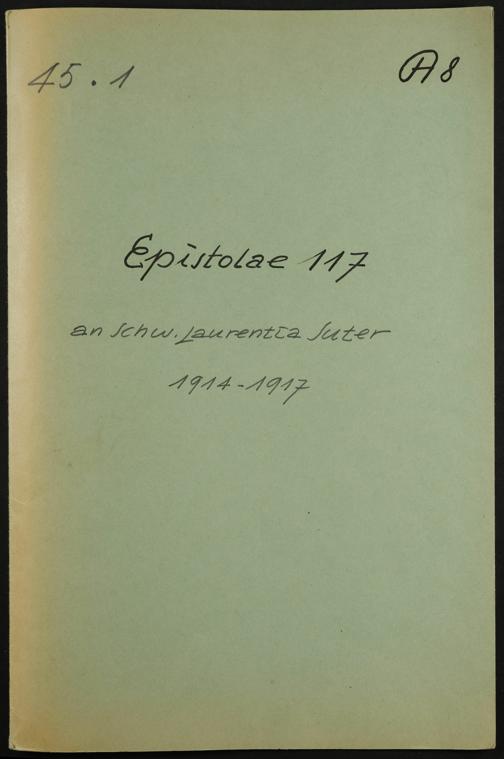 45.1
A8
Epistolae 117
an Schw. Laurentia Suter
1914-1917